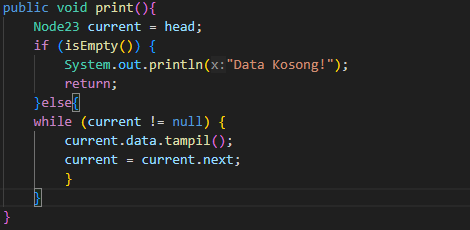 public void print(){
    Node23 current = head;
    if (isEmpty()) {
        System.out.println(x:"Data Kosong!");
        return;
    }else{
    while (current != null) {
        current.data.tampil();
        current = current.next;
        }
    }
}